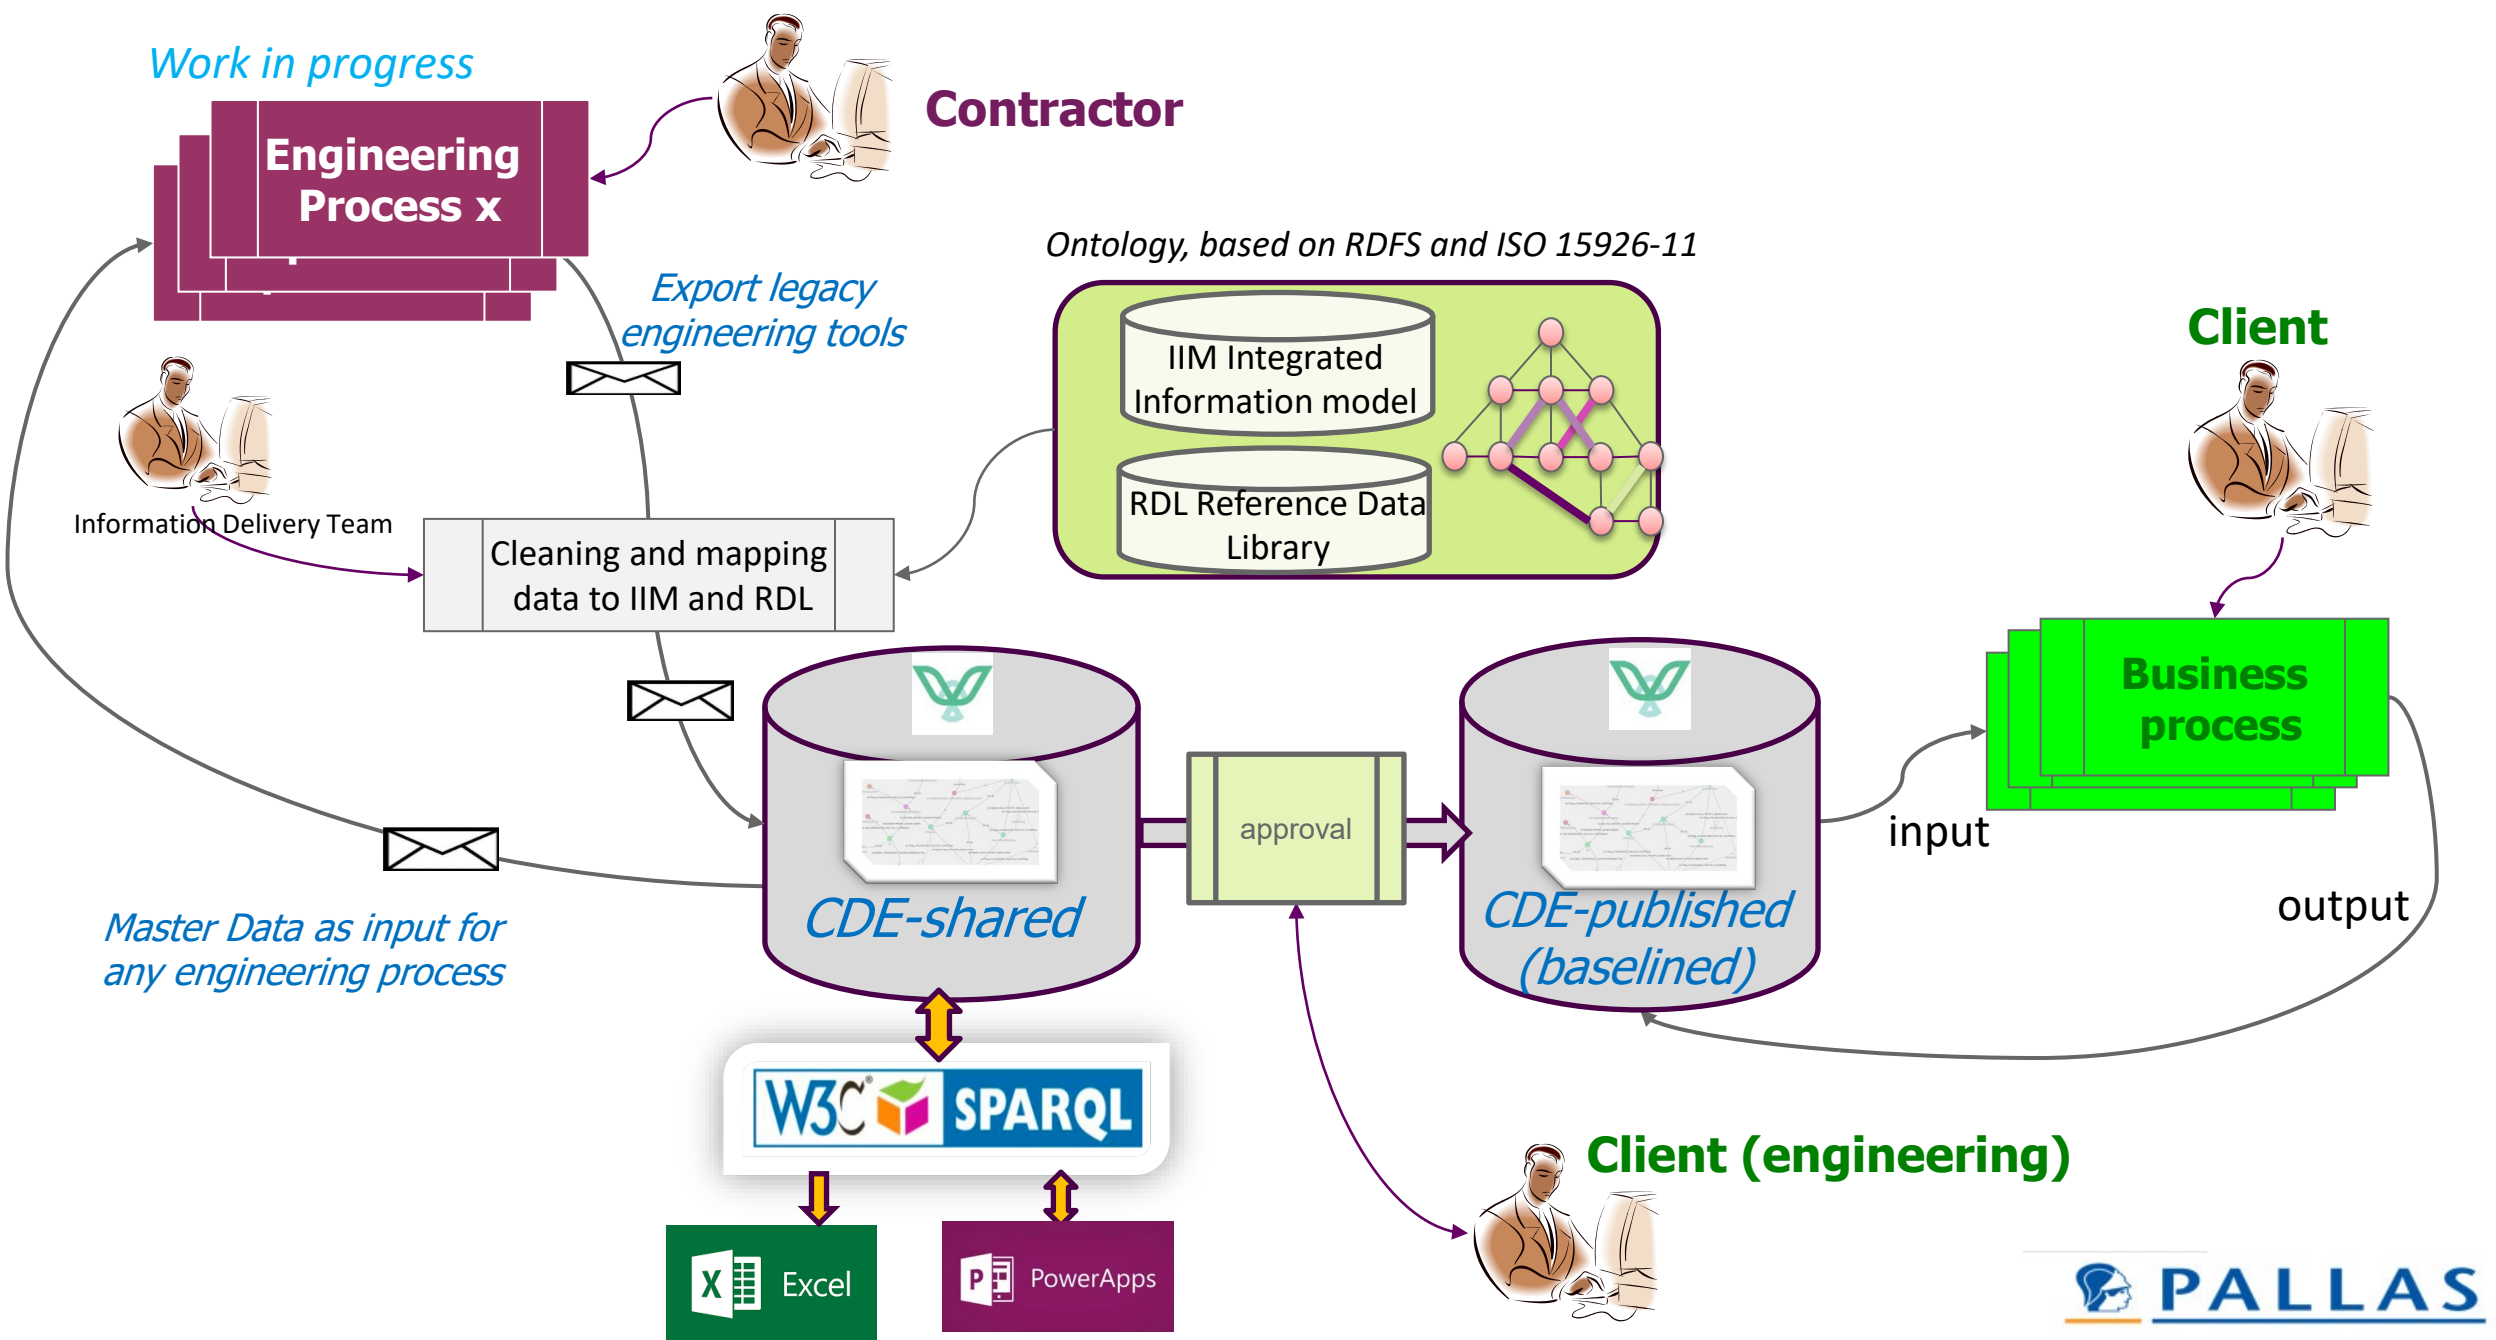 Work in progress
Contractor
Engineering
Process x
Ontology, based on RDFS and ISO 15926-11
Export legacy
engineering tools
IIM Integrated
Information model
RDL Reference Data
Library
Client
Information Delivery Team
Cleaning and mapping
data to IIM and RDL
Business
process
approval
input
output
CDE-shared
CDE-published
(baselined)
Master Data as input for
any engineering process
W3C® SPARQL
Client (engineering)
X Excel
P PowerApps
PALLAS